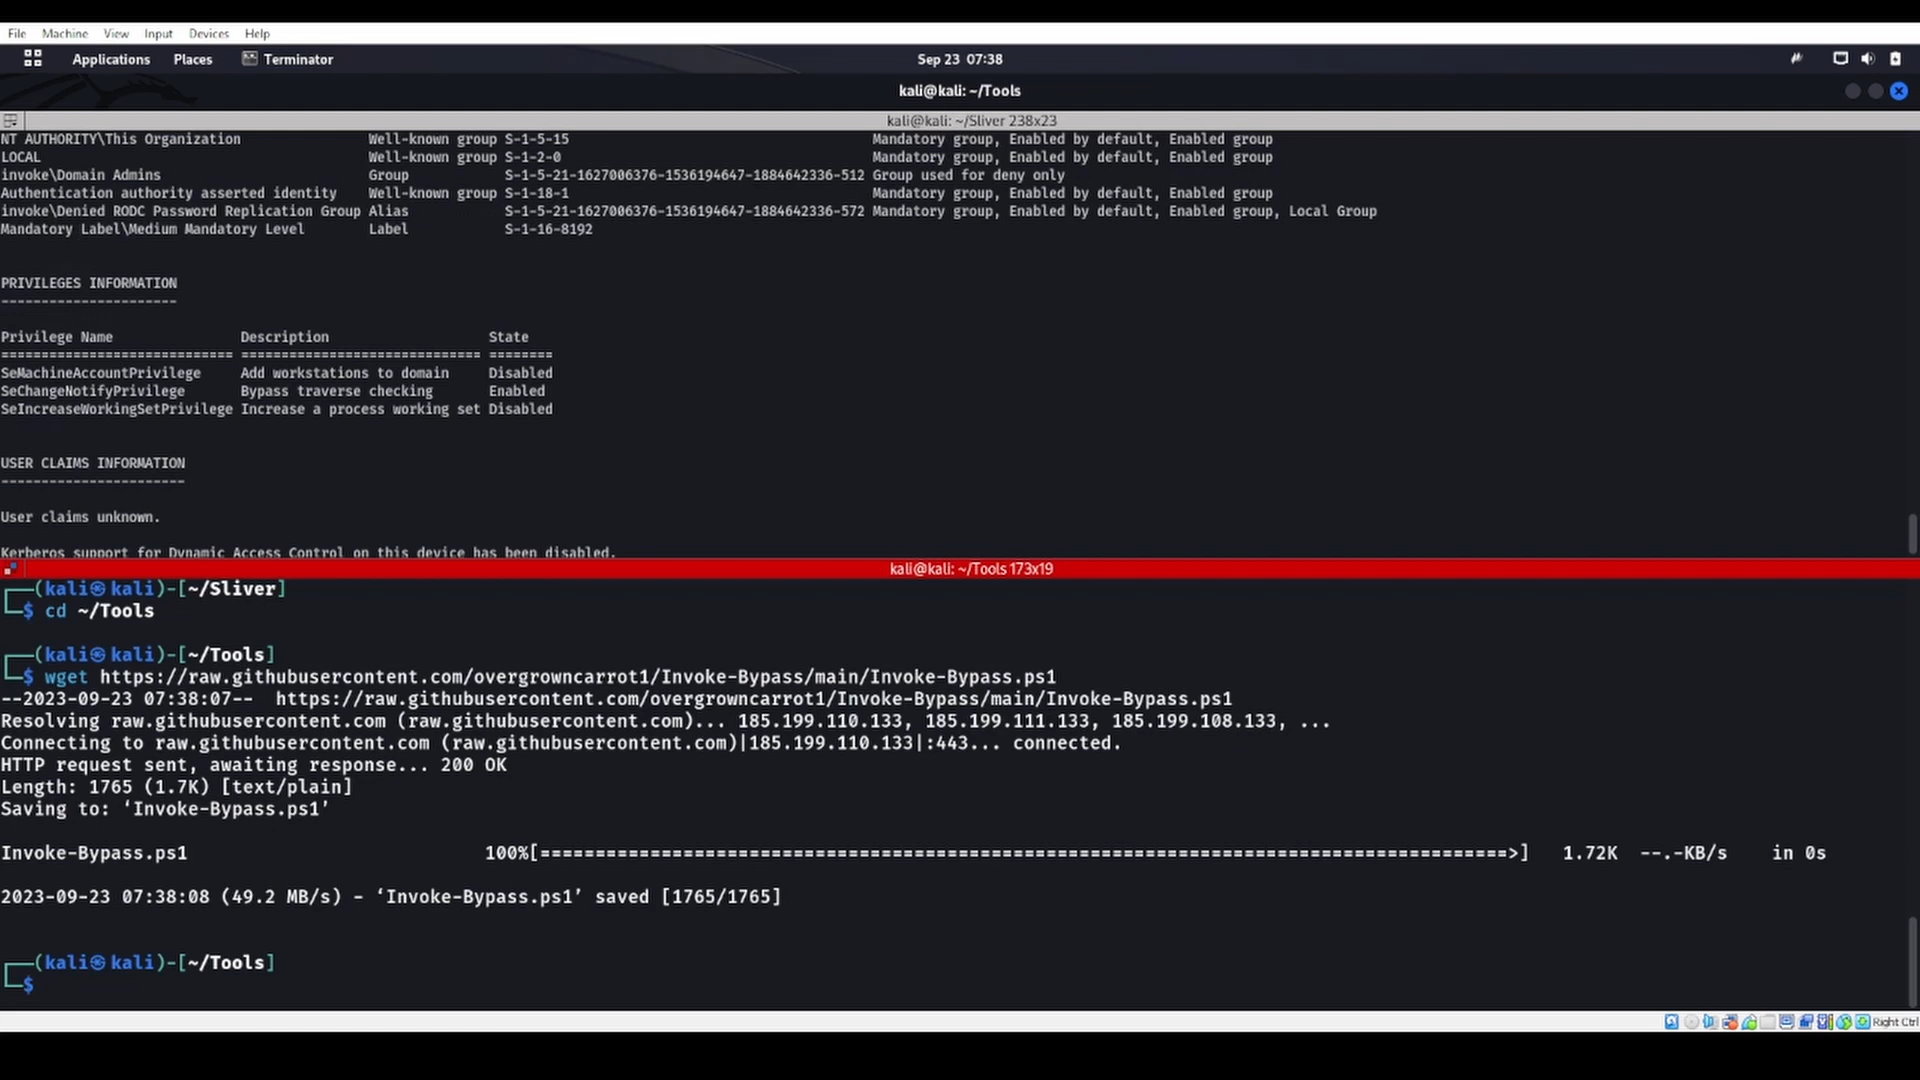 File Machine View Input Devices Help
Applications Places Terminator Sep 23 07:38
kali@kali: ~/Tools
kali@kali: ~/Sliver 238x23
NT AUTHORITY\This Organization Well-known group S-1-5-15 Mandatory group, Enabled by default, Enabled group
LOCAL Well-known group S-1-2-0 Mandatory group, Enabled by default, Enabled group
invoke\Domain Admins Group S-1-5-21-1627006376-1536194647-1884642336-512 Group used for deny only
Authentication authority asserted identity Well-known group S-1-18-1 Mandatory group, Enabled by default, Enabled group
invoke\Denied RODC Password Replication Group Alias S-1-5-21-1627006376-1536194647-1884642336-572 Mandatory group, Enabled by default, Enabled group, Local Group
Mandatory Label\Medium Mandatory Level Label S-1-16-8192
PRIVILEGES INFORMATION
----------------------
Privilege Name Description State
============================= ============================== ========
SeMachineAccountPrivilege Add workstations to domain Disabled
SeChangeNotifyPrivilege Bypass traverse checking Enabled
SeIncreaseWorkingSetPrivilege Increase a process working set Disabled
USER CLAIMS INFORMATION
-----------------------
User claims unknown.
Kerberos support for Dynamic Access Control on this device has been disabled.
kali@kali: ~/Tools 173x19
┌──(kali㉿kali)-[~/Sliver]
└─$ cd ~/Tools
┌──(kali㉿kali)-[~/Tools]
└─$ wget https://raw.githubusercontent.com/overgrowncarrot1/Invoke-Bypass/main/Invoke-Bypass.ps1
--2023-09-23 07:38:07-- https://raw.githubusercontent.com/overgrowncarrot1/Invoke-Bypass/main/Invoke-Bypass.ps1
Resolving raw.githubusercontent.com (raw.githubusercontent.com)... 185.199.110.133, 185.199.111.133, 185.199.108.133, ...
Connecting to raw.githubusercontent.com (raw.githubusercontent.com)|185.199.110.133|:443... connected.
HTTP request sent, awaiting response... 200 OK
Length: 1765 (1.7K) [text/plain]
Saving to: ‘Invoke-Bypass.ps1’
Invoke-Bypass.ps1 100%[========================================================================================>] 1.72K --.-KB/s in 0s
2023-09-23 07:38:08 (49.2 MB/s) - ‘Invoke-Bypass.ps1’ saved [1765/1765]
┌──(kali㉿kali)-[~/Tools]
└─$
Right Ctrl